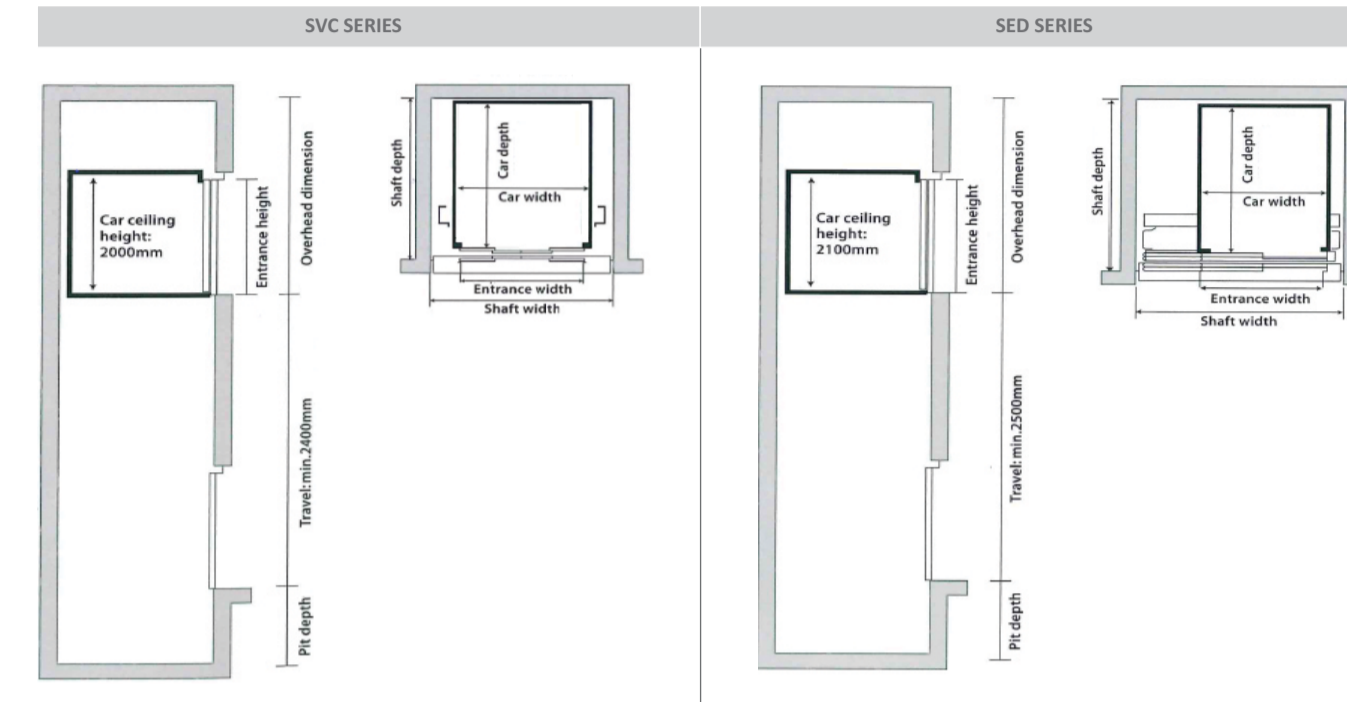 SVC SERIES
Car ceiling
height:
2000mm
Entrance height
Overhead dimension
Travel:min.2400mm
Pit depth
Shaft depth
Car depth
Car width
Entrance width
Shaft width
SED SERIES
Car ceiling
height:
2100mm
Entrance height
Overhead dimension
Travel:min.2500mm
Pit depth
Shaft depth
Car depth
Car width
Entrance width
Shaft width